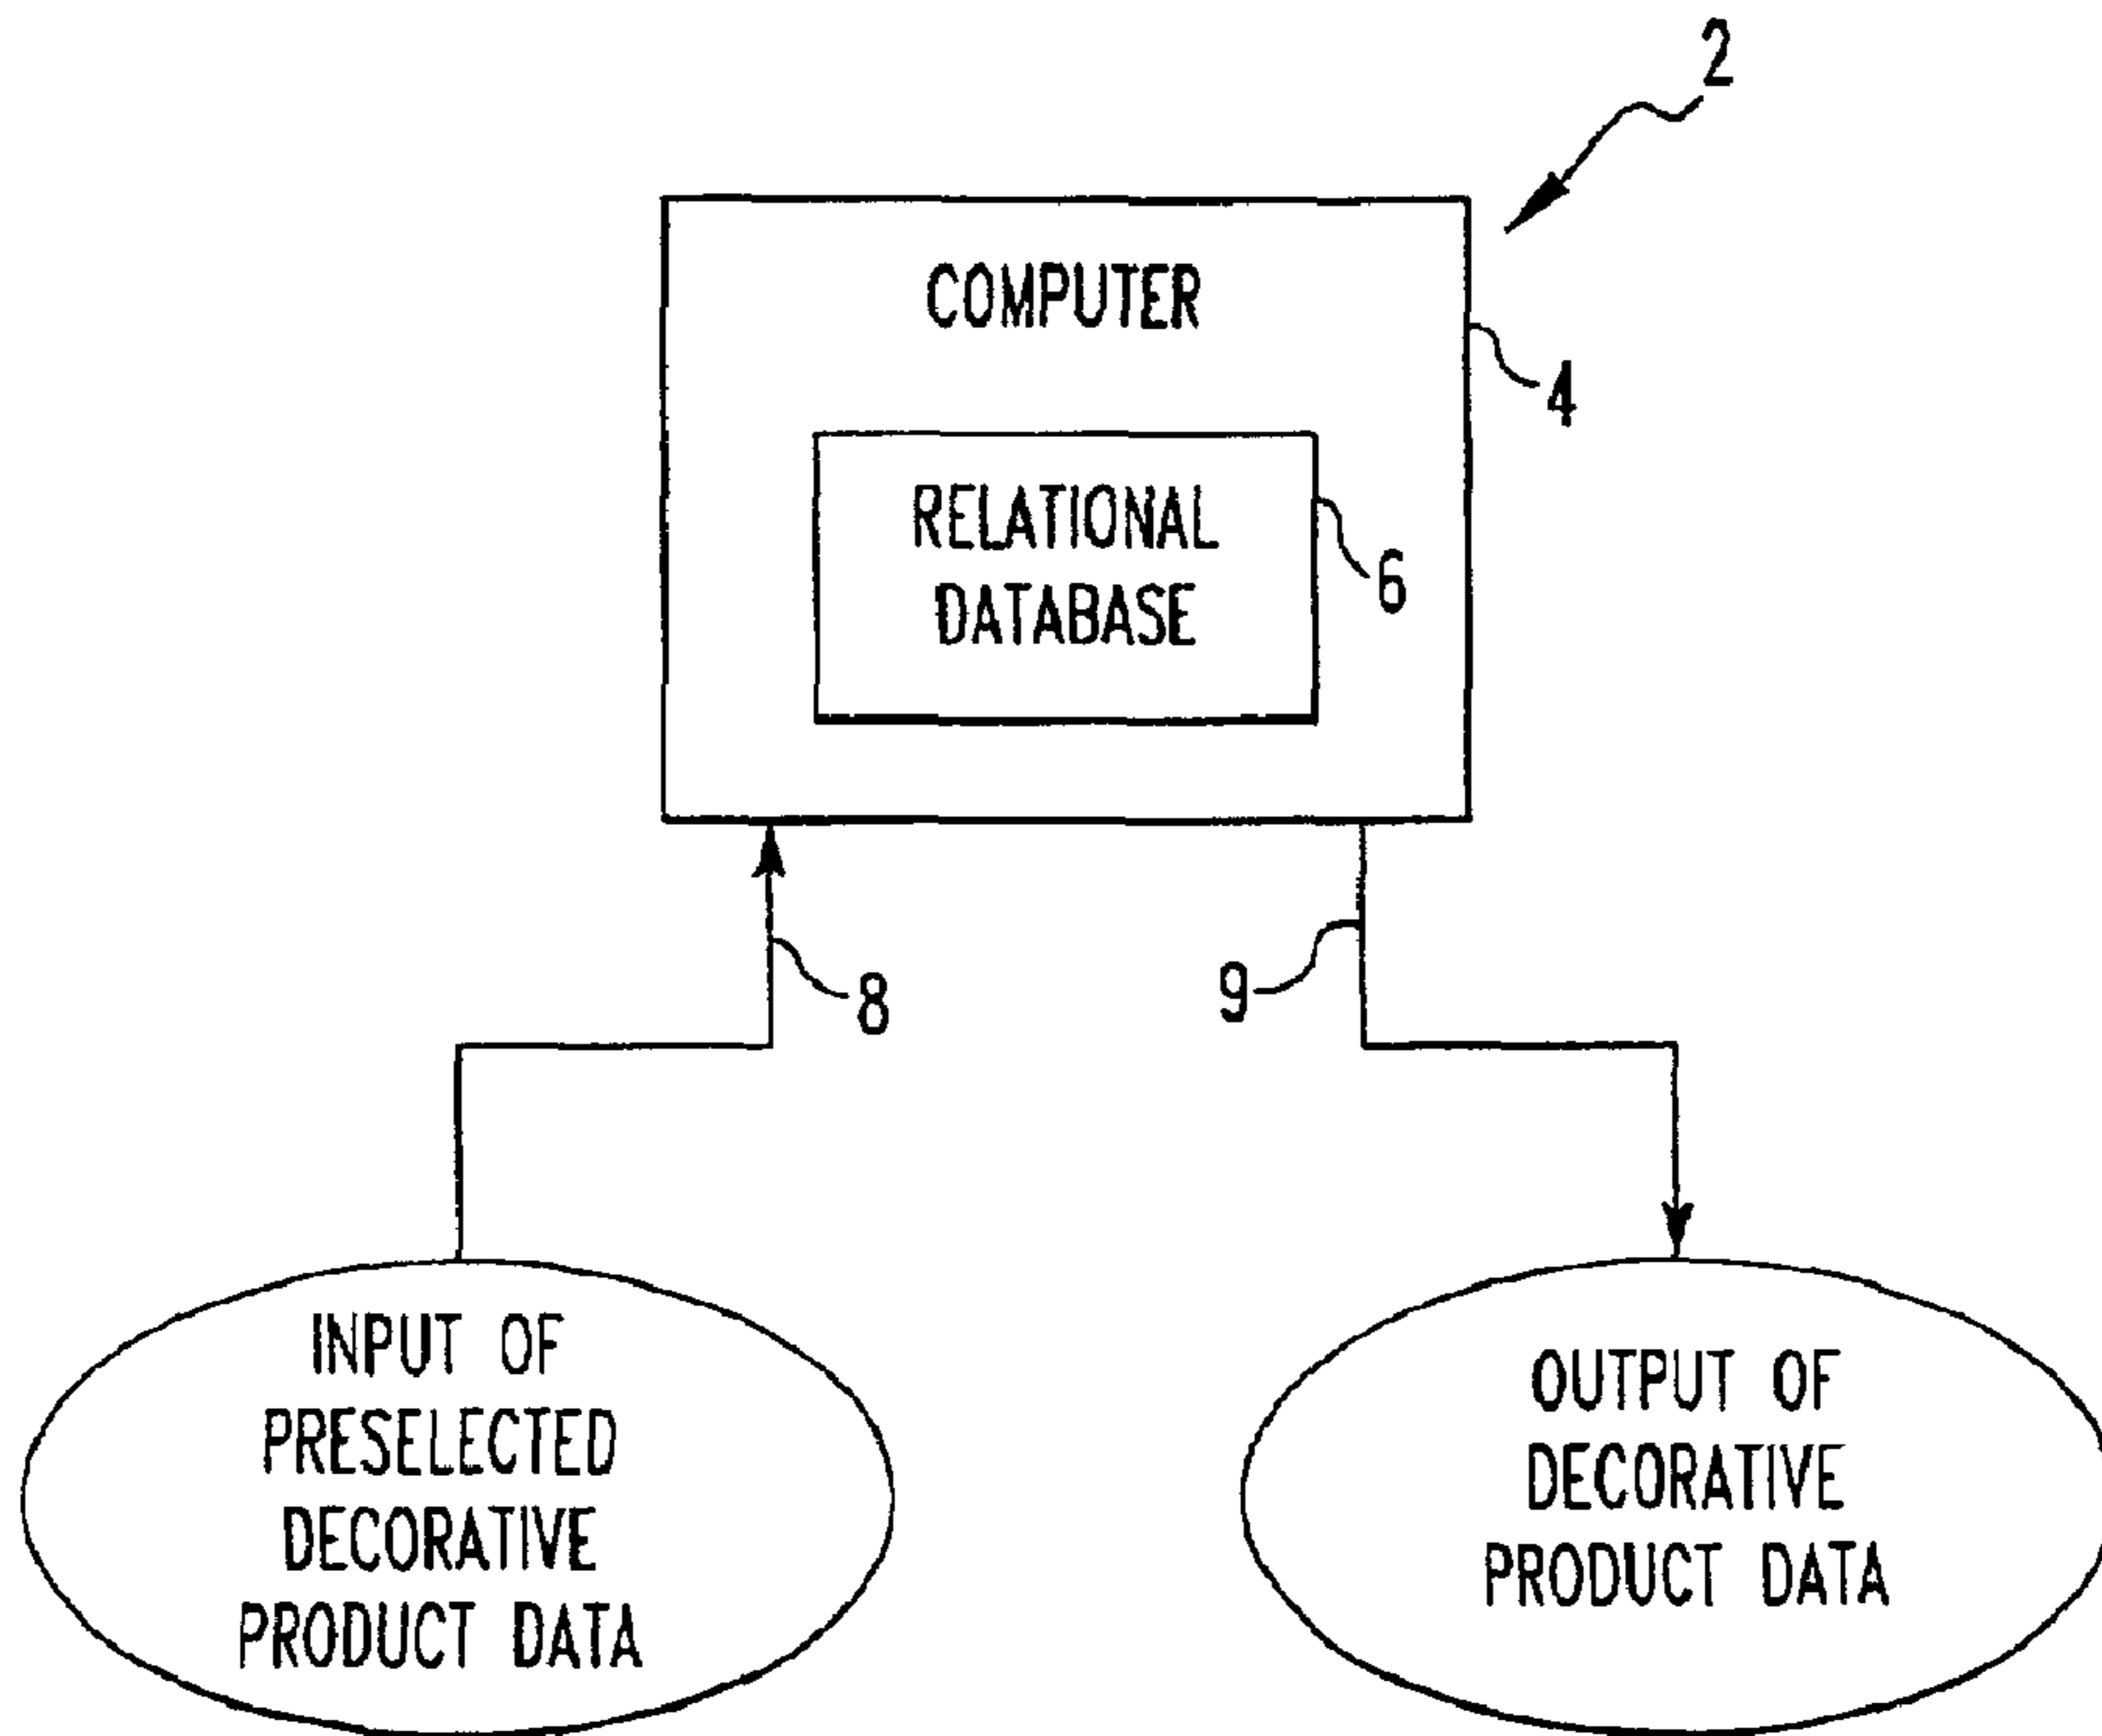 2
COMPUTER
4
RELATIONAL
DATABASE
6
8
9
INPUT OF
PRESELECTED
DECORATIVE
PRODUCT DATA
OUTPUT OF
DECORATIVE
PRODUCT DATA